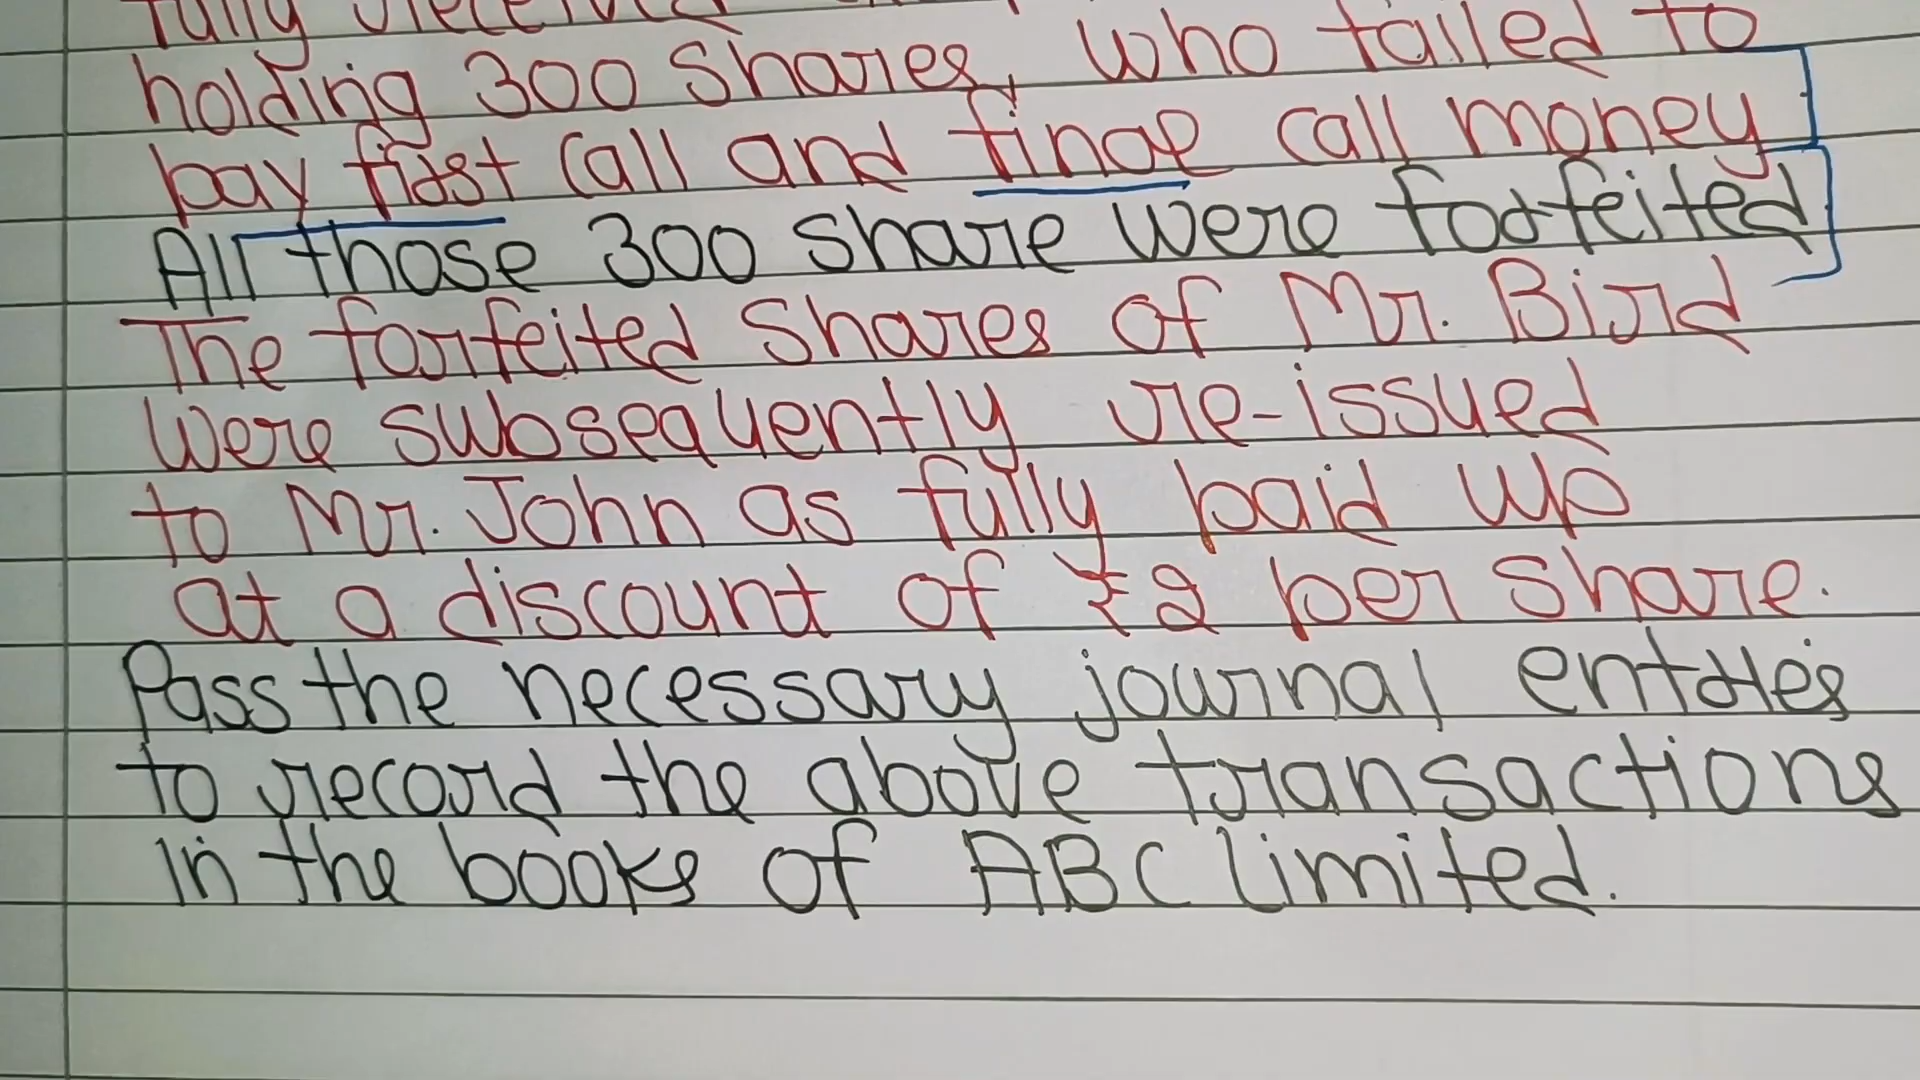 fully received
holding 300 Shares, Who failed to
pay first Call and final call money
All those 300 share were forfeited
The forfeited Shares of Mr. Bird
Were subsequently re-issued
to Mr. John as fully paid up
at a discount of ₹2 per share.
Pass the necessary journal entries
to record the above transactions
in the books of ABC limited.